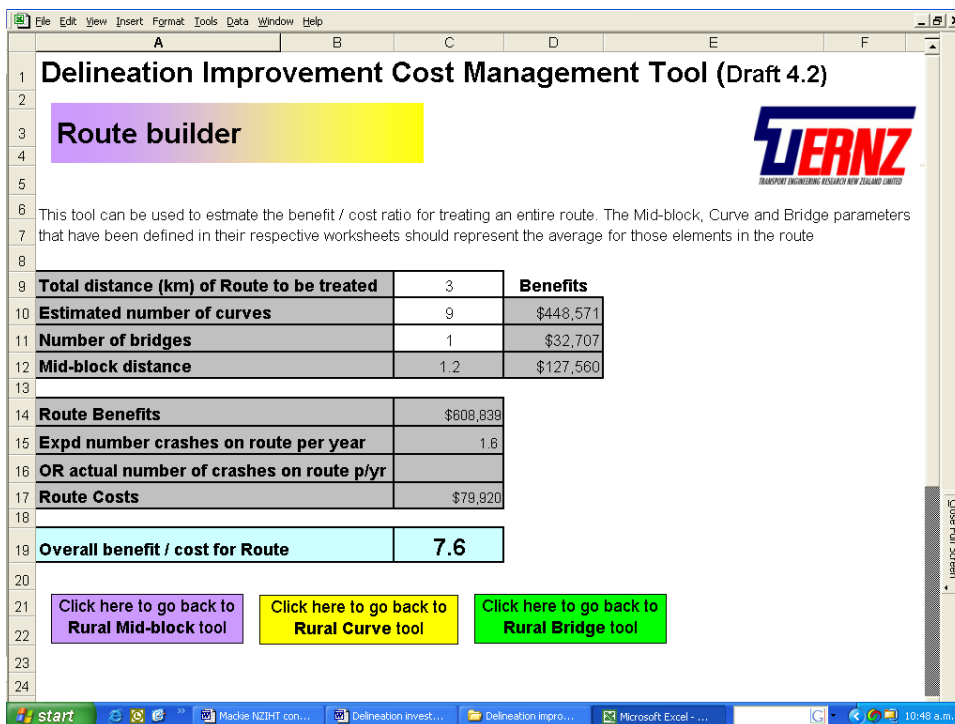 File Edit View Insert Format Tools Data Window Help
A B C D E F
1 Delineation Improvement Cost Management Tool (Draft 4.2)
2
3 Route builder
4
TERNZ
TRANSPORT ENGINEERING RESEARCH NEW ZEALAND LIMITED
5
6 This tool can be used to estmate the benefit / cost ratio for treating an entire route. The Mid-block, Curve and Bridge parameters
7 that have been defined in their respective worksheets should represent the average for those elements in the route
8
9 Total distance (km) of Route to be treated 3 Benefits
10 Estimated number of curves 9 $448,571
11 Number of bridges 1 $32,707
12 Mid-block distance 1.2 $127,560
13
14 Route Benefits $608,839
15 Expd number crashes on route per year 1.6
16 OR actual number of crashes on route p/yr
17 Route Costs $79,920
18
19 Overall benefit / cost for Route 7.6
20
21 Click here to go back to Click here to go back to Click here to go back to
22 Rural Mid-block tool Rural Curve tool Rural Bridge tool
23
24
Close Full Screen
start Mackie NZIHT con... Delineation invest... Delineation impro... Microsoft Excel - ... G 10:48 a.m.